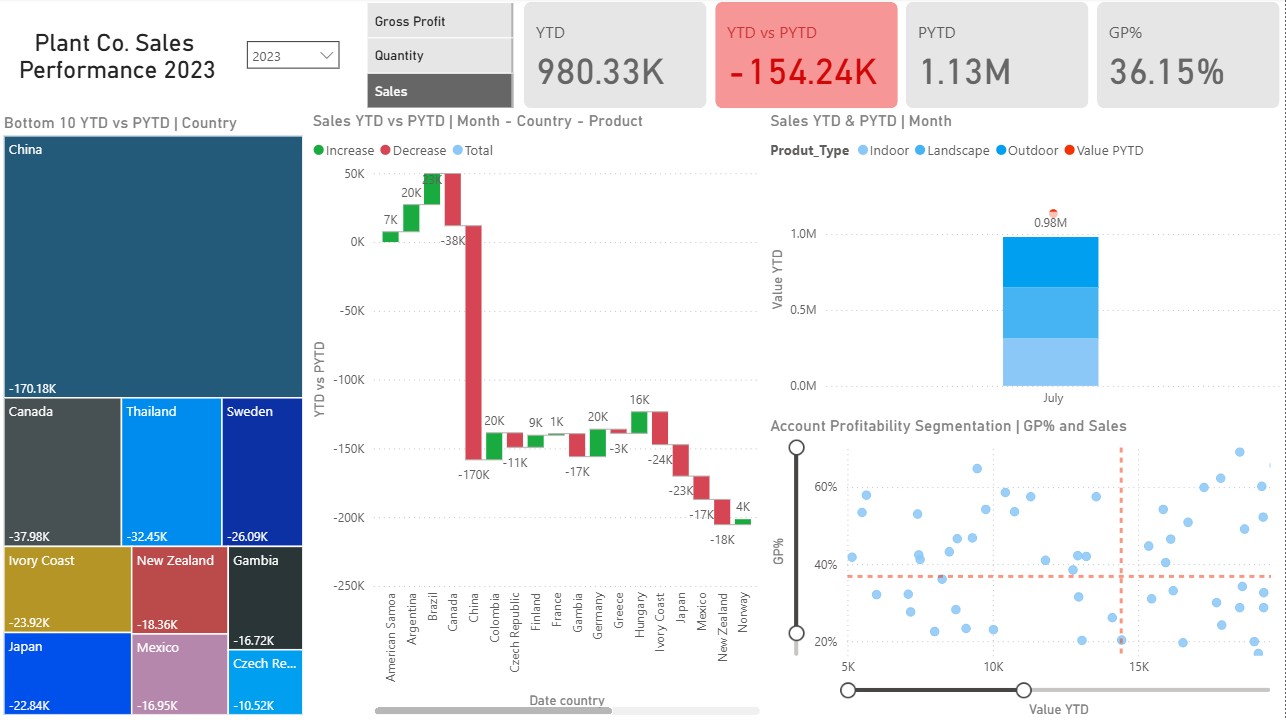 Plant Co. Sales
Performance 2023
2023
Gross Profit
Quantity
Sales
YTD
980.33K
YTD vs PYTD
-154.24K
PYTD
1.13M
GP%
36.15%
Bottom 10 YTD vs PYTD | Country
China
-170.18K
Canada
-37.98K
Thailand
-32.45K
Sweden
-26.09K
Ivory Coast
-23.92K
New Zealand
-18.36K
Gambia
-16.72K
Japan
-22.84K
Mexico
-16.95K
Czech Re...
-10.52K
Sales YTD vs PYTD | Month - Country - Product
Increase Decrease Total
YTD vs PYTD
50K
0K
-50K
-100K
-150K
-200K
-250K
7K
20K
23K
-38K
-170K
20K
-11K
9K
1K
-17K
20K
-3K
16K
-24K
-23K
-17K
-18K
4K
American Samoa
Argentina
Brazil
Canada
China
Colombia
Czech Republic
Finland
France
Gambia
Germany
Greece
Hungary
Ivory Coast
Japan
Mexico
New Zealand
Norway
Date country
Sales YTD & PYTD | Month
Produt_Type Indoor Landscape Outdoor Value PYTD
Value YTD
1.0M
0.5M
0.0M
0.98M
July
Account Profitability Segmentation | GP% and Sales
GP%
60%
40%
20%
5K
10K
15K
Value YTD